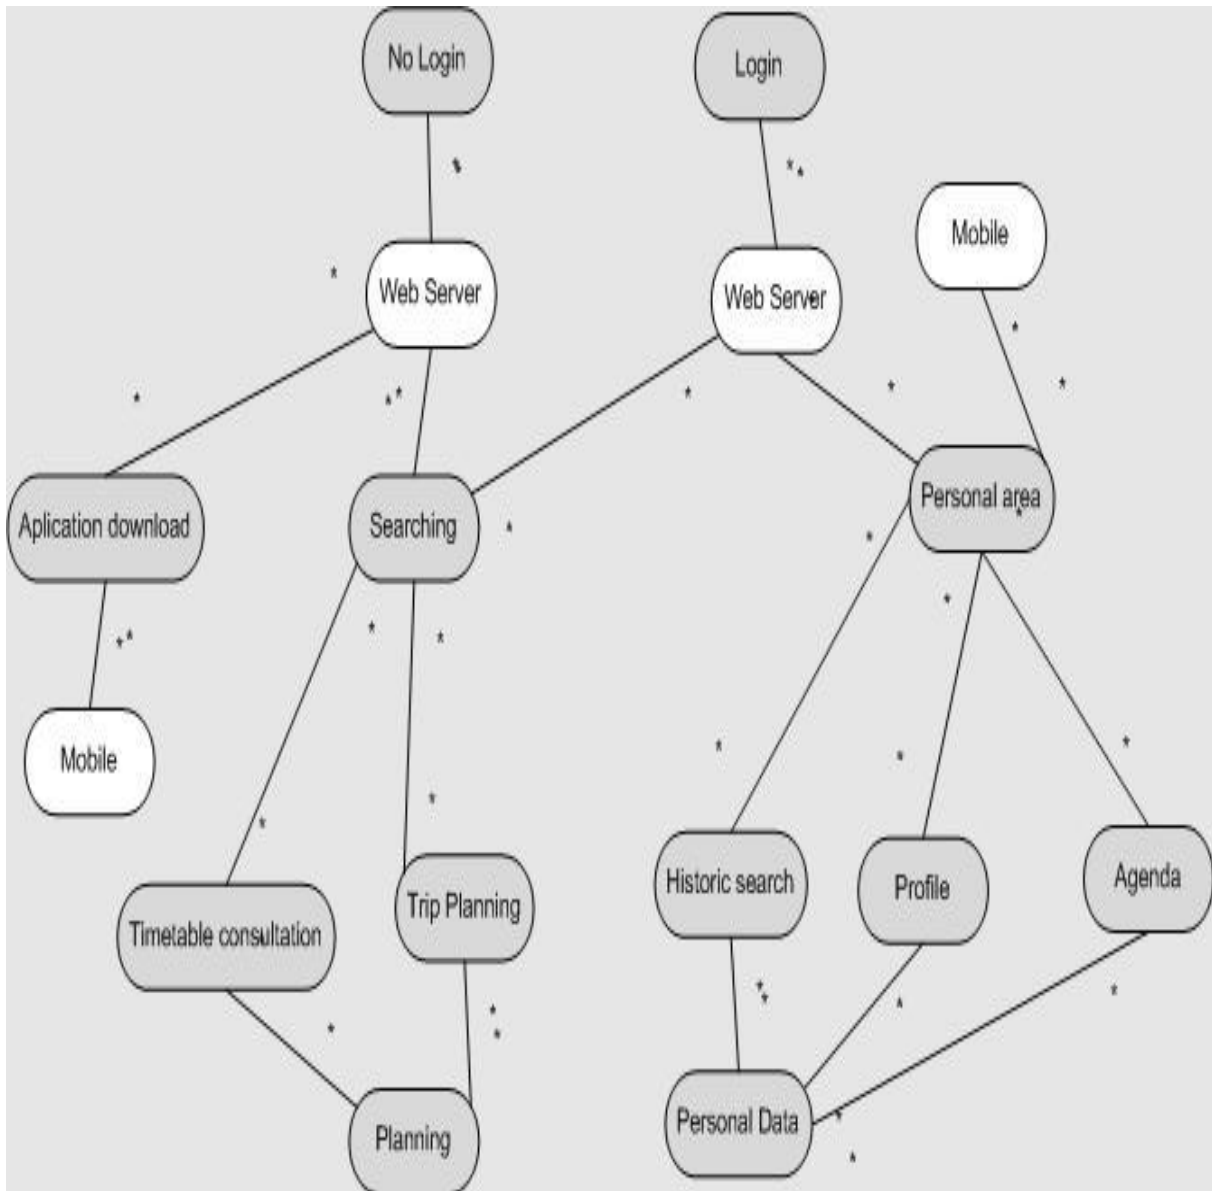 No Login
Login
Mobile
Web Server
Web Server
Personal area
Aplication download
Searching
Mobile
Historic search
Profile
Agenda
Timetable consultation
Trip Planning
Planning
Personal Data